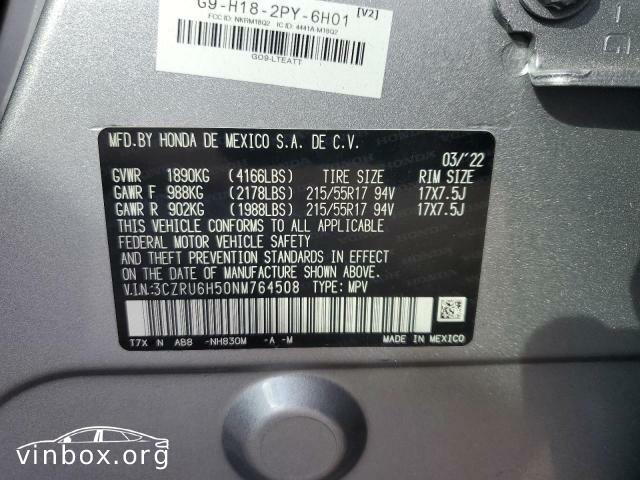 G9-H18-2PY-6H01 [V2]
FCC ID: NKRM18Q2 IC ID: 4441A-M18Q2
GO9-LTEATT
MFD.BY HONDA DE MEXICO S.A. DE C.V.
03/'22
GVWR 1890KG (4166LBS) TIRE SIZE RIM SIZE
GAWR F 988KG (2178LBS) 215/55R17 94V 17X7.5J
GAWR R 902KG (1988LBS) 215/55R17 94V 17X7.5J
THIS VEHICLE CONFORMS TO ALL APPLICABLE
FEDERAL MOTOR VEHICLE SAFETY
AND THEFT PREVENTION STANDARDS IN EFFECT
ON THE DATE OF MANUFACTURE SHOWN ABOVE.
V.I.N.:3CZRU6H50NM764508 TYPE: MPV
T7X N AB8 -NH830M -A -M
MADE IN MEXICO
vinbox.org